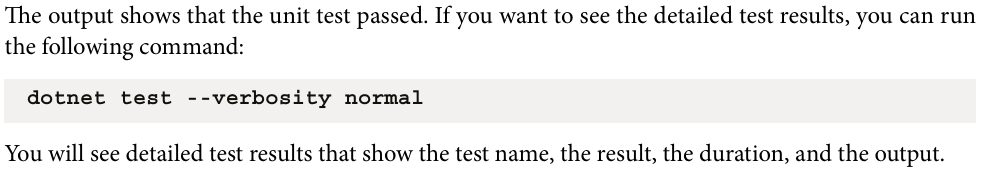 The output shows that the unit test passed. If you want to see the detailed test results, you can run
the following command:
dotnet test --verbosity normal
You will see detailed test results that show the test name, the result, the duration, and the output.